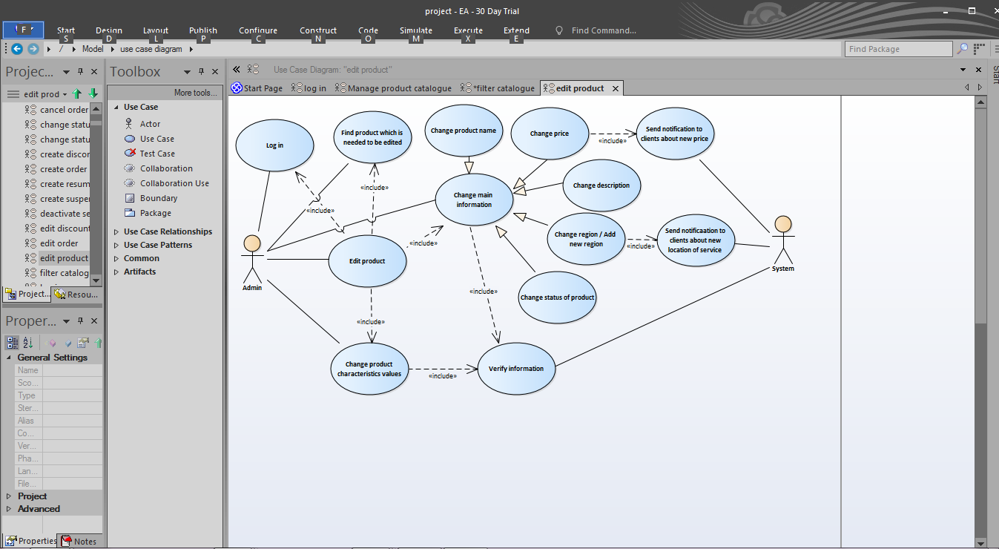 project - EA - 30 Day Trial
F
Start Design Layout Publish Configure Construct Code Simulate Execute Extend Find Command...
S D L P C N O M X E
/ Model use case diagram
Find Package
Start
Projec...
edit prod
cancel order
change statu
change statu
create discor
create order
create resum
create suspe
deactivate se
edit discount
edit order
edit product
filter catalog
Project... Resou...
Proper...
General Settings
Name
Sco...
Type
Ster...
Alias
Co...
Ver...
Pha...
Lan...
File...
Project
Advanced
Properties Notes
Toolbox
More tools...
Use Case
Actor
Use Case
Test Case
Collaboration
Collaboration Use
Boundary
Package
Use Case Relationships
Use Case Patterns
Common
Artifacts
Use Case Diagram: "edit product"
Start Page log in Manage product catalogue *filter catalogue edit product
Log in
Find product which is
needed to be edited
Change product name
Change price
«include»
Send notification to
clients about new price
«include»
«include»
Change main
information
Change description
Change region / Add
new region
«include»
Send notificaation to
clients about new
location of service
Admin
Edit product
«include»
System
«include»
Change status of product
«include»
Change product
characteristics values
«include»
Verify information